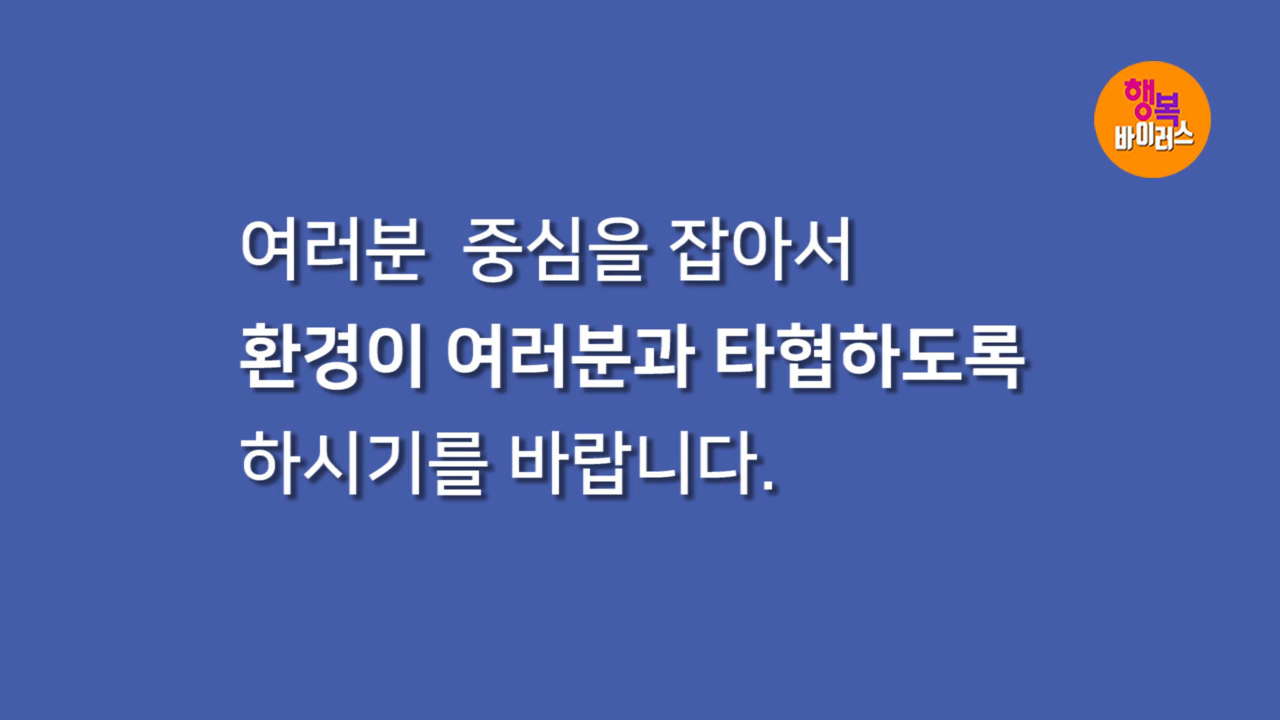 행복
바이러스
여러분 중심을 잡아서
환경이 여러분과 타협하도록
하시기를 바랍니다.